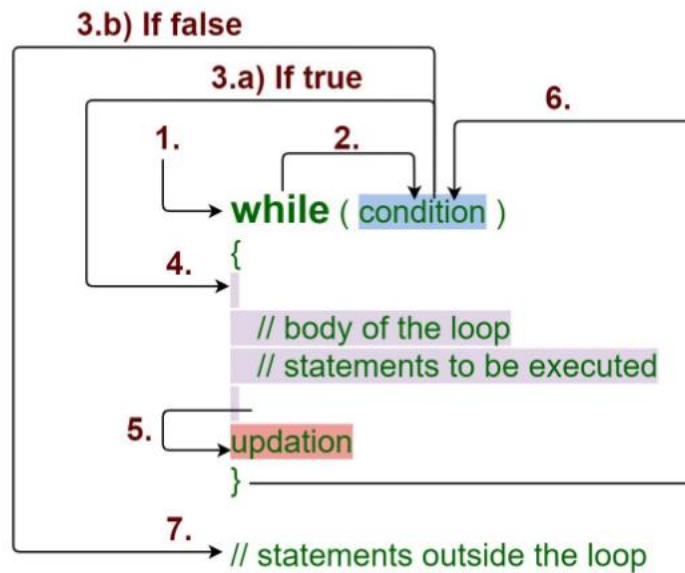 3.b) If false
3.a) If true
6.
1.
2.
while ( condition )
{
4.
// body of the loop
// statements to be executed
5.
updation
}
7.
// statements outside the loop